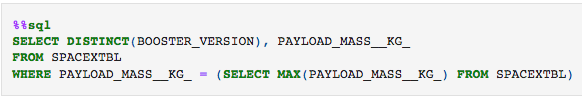 %%sql
SELECT DISTINCT(BOOSTER_VERSION), PAYLOAD_MASS__KG_
FROM SPACEXTBL
WHERE PAYLOAD_MASS__KG_ = (SELECT MAX(PAYLOAD_MASS__KG_) FROM SPACEXTBL)